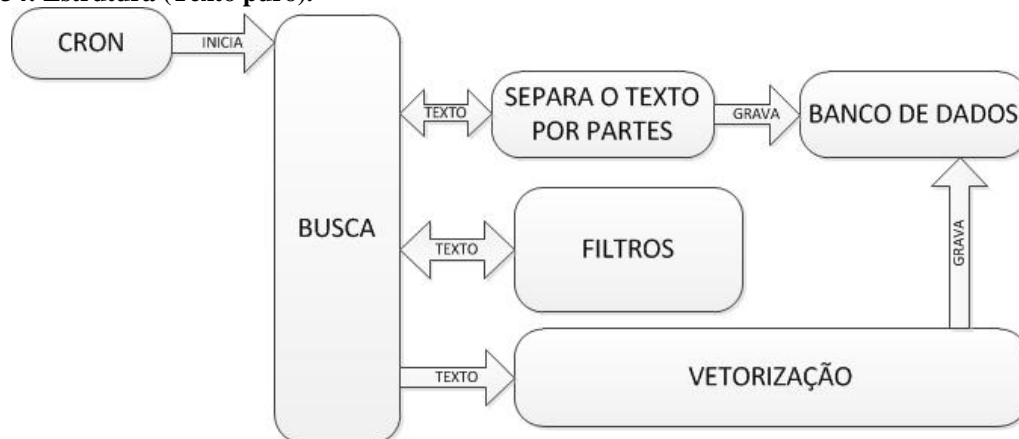 CRON
INICIA
BUSCA
TEXTO
SEPARA O TEXTO
POR PARTES
GRAVA
BANCO DE DADOS
TEXTO
FILTROS
GRAVA
TEXTO
VETORIZAÇÃO